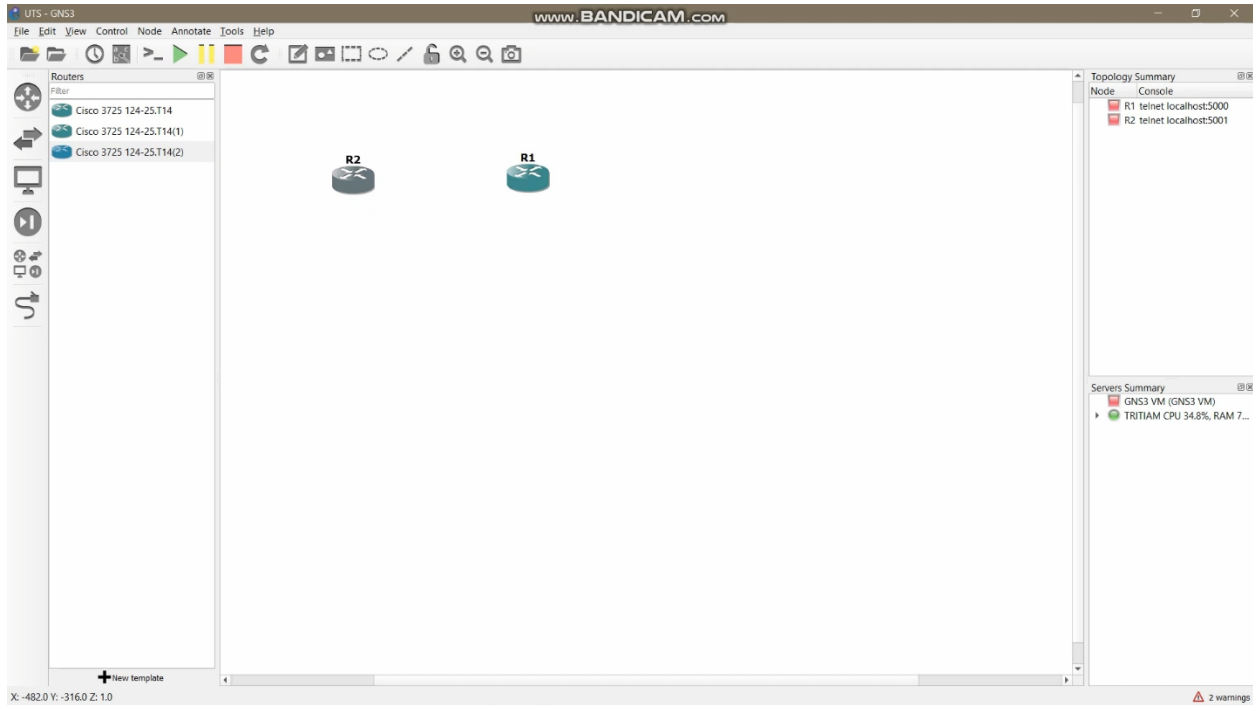 UTS - GNS3
www.BANDICAM.com
File Edit View Control Node Annotate Tools Help
Routers
Filter
Cisco 3725 124-25.T14
Cisco 3725 124-25.T14(1)
Cisco 3725 124-25.T14(2)
New template
R2
R1
Topology Summary
Node Console
R1 telnet localhost:5000
R2 telnet localhost:5001
Servers Summary
GNS3 VM (GNS3 VM)
TRITIAM CPU 34.8%, RAM 7...
X: -482.0 Y: -316.0 Z: 1.0
2 warnings